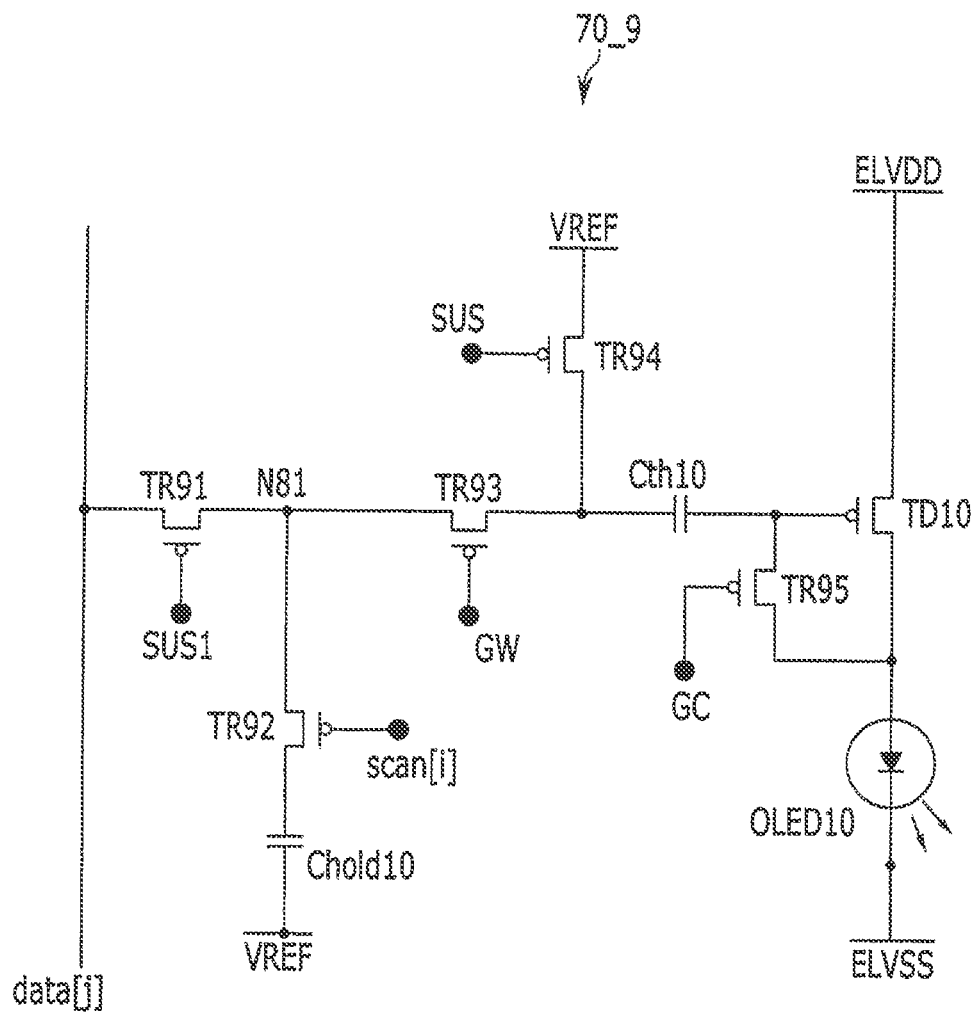 70_9
ELVDD
VREF
SUS
TR94
TR91
N81
TR93
Cth10
TD10
TR95
SUS1
GW
GC
TR92
scan[i]
OLED10
Chold10
VREF
ELVSS
data[j]